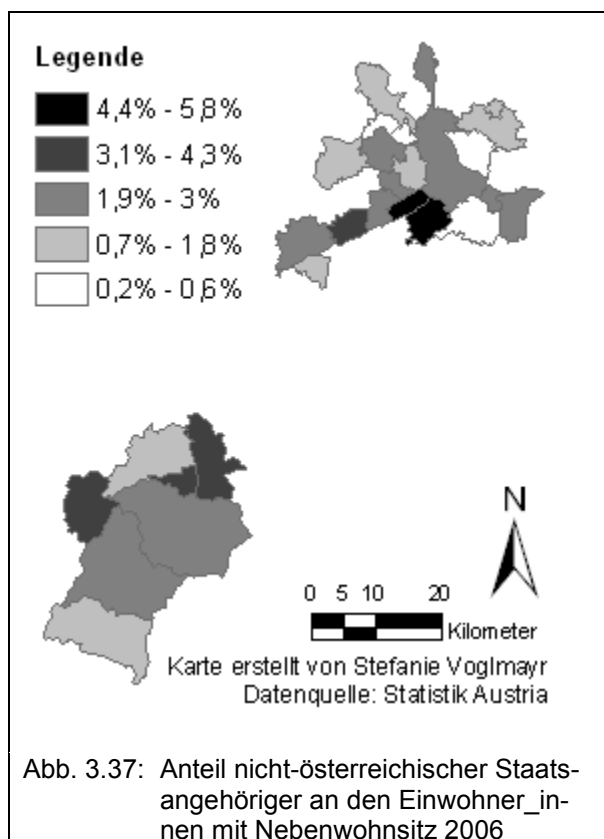 Legende
4,4% - 5,8%
3,1% - 4,3%
1,9% - 3%
0,7% - 1,8%
0,2% - 0,6%
N
0 5 10 20
Kilometer
Karte erstellt von Stefanie Voglmayr
Datenquelle: Statistik Austria
Abb. 3.37: Anteil nicht-österreichischer Staats-
angehöriger an den Einwohner_in-
nen mit Nebenwohnsitz 2006